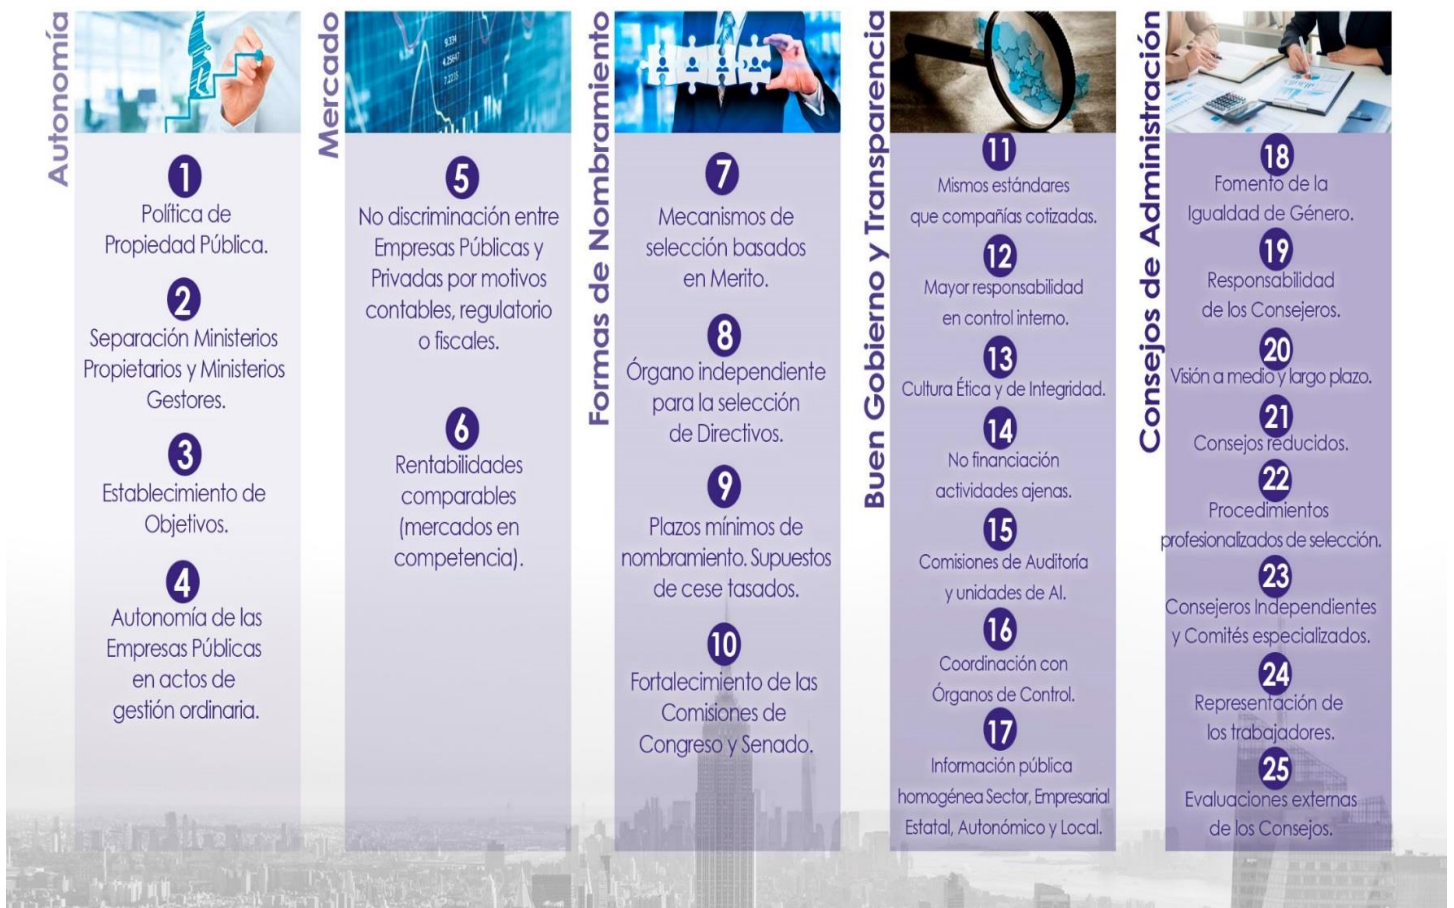 Autonomía
1
Política de
Propiedad Pública.
2
Separación Ministerios
Propietarios y Ministerios
Gestores.
3
Establecimiento de
Objetivos.
4
Autonomía de las
Empresas Públicas
en actos de
gestión ordinaria.
Mercado
9.334
4.25647
7.2235
5
No discriminación entre
Empresas Públicas y
Privadas por motivos
contables, regulatorio
o fiscales.
6
Rentabilidades
comparables
(mercados en
competencia).
Formas de Nombramiento
7
Mecanismos de
selección basados
en Merito.
8
Órgano independiente
para la selección
de Directivos.
9
Plazos mínimos de
nombramiento. Supuestos
de cese tasados.
10
Fortalecimiento de las
Comisiones de
Congreso y Senado.
Buen Gobierno y Transparencia
11
Mismos estándares
que compañías cotizadas.
12
Mayor responsabilidad
en control interno.
13
Cultura Ética y de Integridad.
14
No financiación
actividades ajenas.
15
Comisiones de Auditoría
y unidades de AI.
16
Coordinación con
Órganos de Control.
17
Información pública
homogénea Sector, Empresarial
Estatal, Autonómico y Local.
Consejos de Administración
18
Fomento de la
Igualdad de Género.
19
Responsabilidad
de los Consejeros.
20
Visión a medio y largo plazo.
21
Consejos reducidos.
22
Procedimientos
profesionalizados de selección.
23
Consejeros Independientes
y Comités especializados.
24
Representación de
los trabajadores.
25
Evaluaciones externas
de los Consejos.